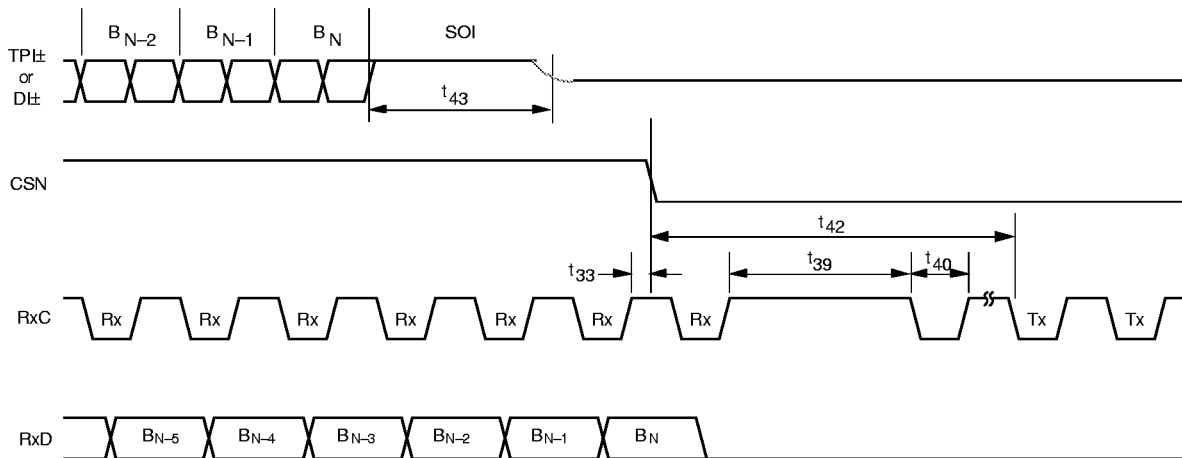 B N–2 B N–1 B N SOI
TPI±
or
DI±
t43
CSN
t42
t33 t39 t40
RxC Rx Rx Rx Rx Rx Rx Rx Tx Tx
RxD BN–5 BN–4 BN–3 BN–2 BN–1 BN